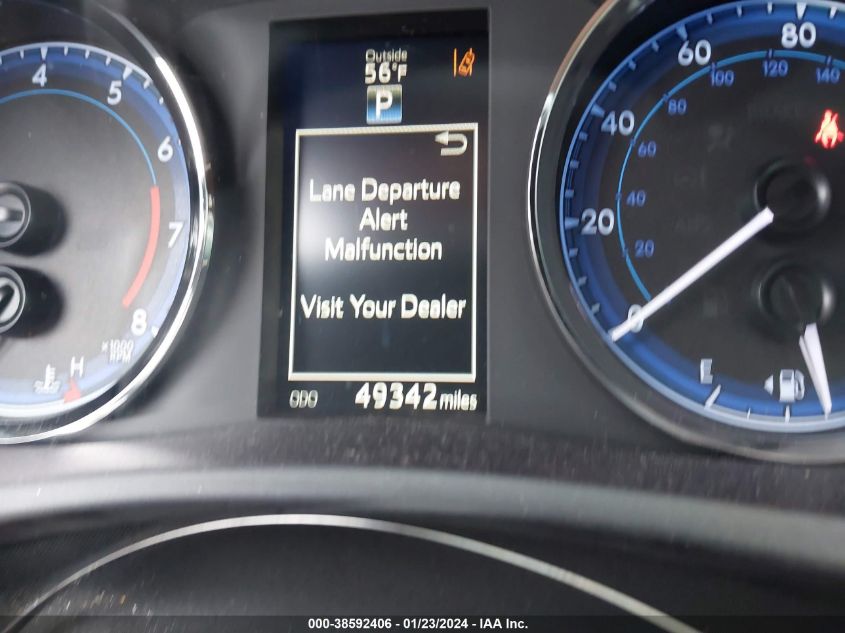 Outside
56°F
P
Lane Departure
Alert
Malfunction
Visit Your Dealer
ODO 49342 miles
4
5
6
7
8
x1000
RPM
H
0
20
40
60
80
20
40
60
80
100
120
140
E
000-38592406 - 01/23/2024 - IAA Inc.